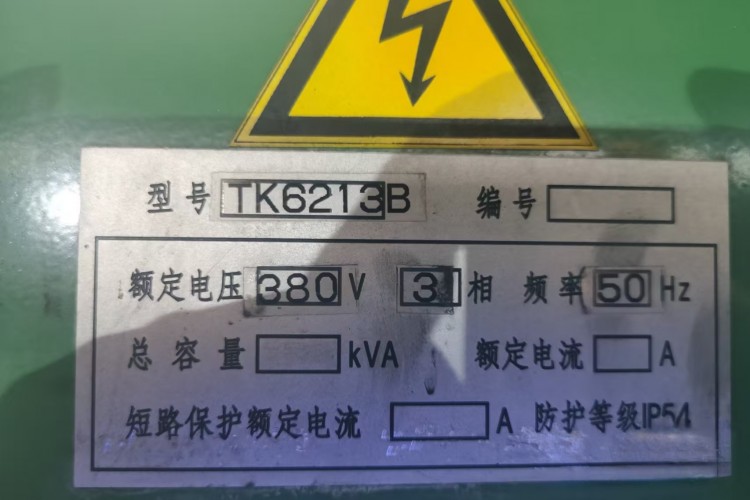 型号 TK6213B 编号
额定电压 380 V 3 相 频率 50 Hz
总容量 kVA 额定电流 A
短路保护额定电流 A 防护等级IP54